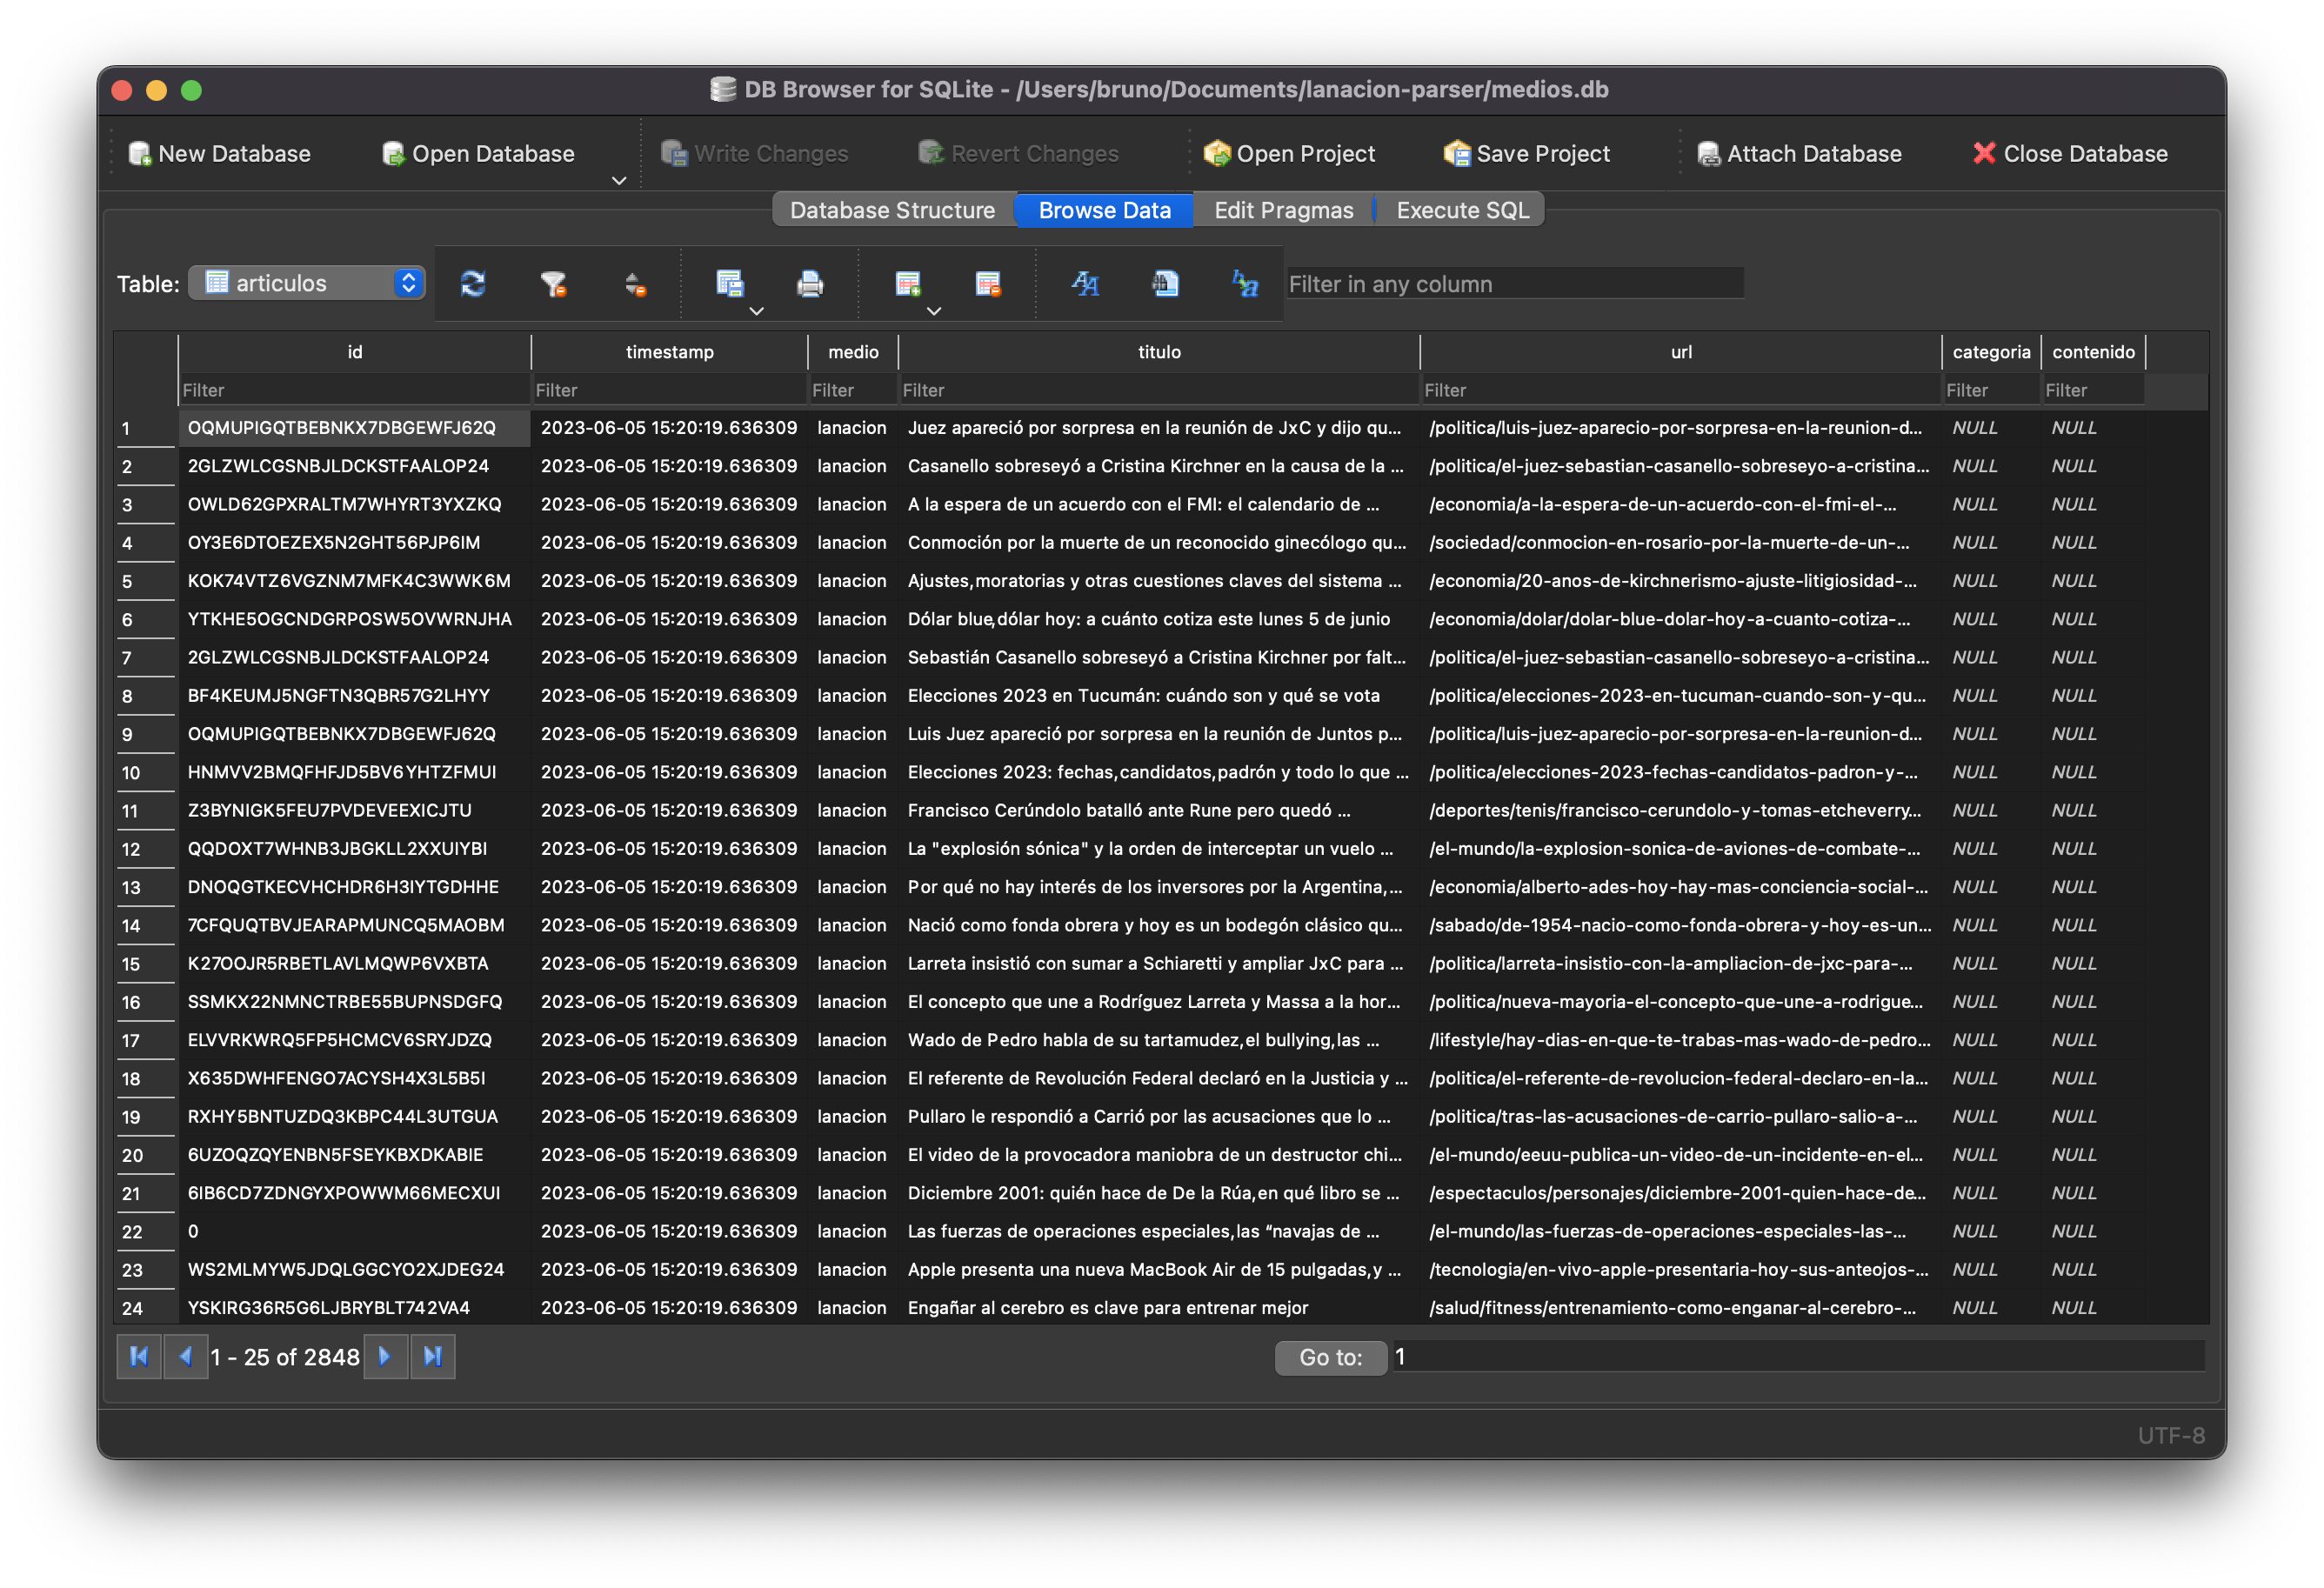 DB Browser for SQLite - /Users/bruno/Documents/lanacion-parser/medios.db
New Database Open Database Write Changes Revert Changes Open Project Save Project Attach Database Close Database
Database Structure Browse Data Edit Pragmas Execute SQL
Table: articulos Filter in any column
id timestamp medio titulo url categoria contenido
Filter Filter Filter Filter Filter Filter Filter
1 OQMUPIGQTBEBNKX7DBGEWFJ62Q 2023-06-05 15:20:19.636309 lanacion Juez apareció por sorpresa en la reunión de JxC y dijo qu... /politica/luis-juez-aparecio-por-sorpresa-en-la-reunion-d... NULL NULL
2 2GLZWLCGSNBJLDCKSTFAALOP24 2023-06-05 15:20:19.636309 lanacion Casanello sobreseyó a Cristina Kirchner en la causa de la ... /politica/el-juez-sebastian-casanello-sobreseyo-a-cristina... NULL NULL
3 OWLD62GPXRALTM7WHYRT3YXZKQ 2023-06-05 15:20:19.636309 lanacion A la espera de un acuerdo con el FMI: el calendario de ... /economia/a-la-espera-de-un-acuerdo-con-el-fmi-el-... NULL NULL
4 OY3E6DTOEZEX5N2GHT56PJP6IM 2023-06-05 15:20:19.636309 lanacion Conmoción por la muerte de un reconocido ginecólogo qu... /sociedad/conmocion-en-rosario-por-la-muerte-de-un-... NULL NULL
5 KOK74VTZ6VGZNM7MFK4C3WWK6M 2023-06-05 15:20:19.636309 lanacion Ajustes,moratorias y otras cuestiones claves del sistema ... /economia/20-anos-de-kirchnerismo-ajuste-litigiosidad-... NULL NULL
6 YTKHE5OGCNDGRPOSW5OVWRNJHA 2023-06-05 15:20:19.636309 lanacion Dólar blue,dólar hoy: a cuánto cotiza este lunes 5 de junio /economia/dolar/dolar-blue-dolar-hoy-a-cuanto-cotiza-... NULL NULL
7 2GLZWLCGSNBJLDCKSTFAALOP24 2023-06-05 15:20:19.636309 lanacion Sebastián Casanello sobreseyó a Cristina Kirchner por falt... /politica/el-juez-sebastian-casanello-sobreseyo-a-cristina... NULL NULL
8 BF4KEUMJ5NGFTN3QBR57G2LHYY 2023-06-05 15:20:19.636309 lanacion Elecciones 2023 en Tucumán: cuándo son y qué se vota /politica/elecciones-2023-en-tucuman-cuando-son-y-qu... NULL NULL
9 OQMUPIGQTBEBNKX7DBGEWFJ62Q 2023-06-05 15:20:19.636309 lanacion Luis Juez apareció por sorpresa en la reunión de Juntos p... /politica/luis-juez-aparecio-por-sorpresa-en-la-reunion-d... NULL NULL
10 HNMVV2BMQFHFJD5BV6YHTZFMUI 2023-06-05 15:20:19.636309 lanacion Elecciones 2023: fechas,candidatos,padrón y todo lo que ... /politica/elecciones-2023-fechas-candidatos-padron-y-... NULL NULL
11 Z3BYNIGK5FEU7PVDEVEEXICJTU 2023-06-05 15:20:19.636309 lanacion Francisco Cerúndolo batalló ante Rune pero quedó ... /deportes/tenis/francisco-cerundolo-y-tomas-etcheverry... NULL NULL
12 QQDOXT7WHNB3JBGKLL2XXUIYBI 2023-06-05 15:20:19.636309 lanacion La "explosión sónica" y la orden de interceptar un vuelo ... /el-mundo/la-explosion-sonica-de-aviones-de-combate-... NULL NULL
13 DNOQGTKECVHCHDR6H3IYTGDHHE 2023-06-05 15:20:19.636309 lanacion Por qué no hay interés de los inversores por la Argentina,... /economia/alberto-ades-hoy-hay-mas-conciencia-social-... NULL NULL
14 7CFQUQTBVJEARAPMUNCQ5MAOBM 2023-06-05 15:20:19.636309 lanacion Nació como fonda obrera y hoy es un bodegón clásico qu... /sabado/de-1954-nacio-como-fonda-obrera-y-hoy-es-un... NULL NULL
15 K27OOJR5RBETLAVLMQWP6VXBTA 2023-06-05 15:20:19.636309 lanacion Larreta insistió con sumar a Schiaretti y ampliar JxC para ... /politica/larreta-insistio-con-la-ampliacion-de-jxc-para-... NULL NULL
16 SSMKX22NMNCTRBE55BUPNSDGFQ 2023-06-05 15:20:19.636309 lanacion El concepto que une a Rodríguez Larreta y Massa a la hor... /politica/nueva-mayoria-el-concepto-que-une-a-rodrigue... NULL NULL
17 ELVVRKWRQ5FP5HCMCV6SRYJDZQ 2023-06-05 15:20:19.636309 lanacion Wado de Pedro habla de su tartamudez,el bullying,las ... /lifestyle/hay-dias-en-que-te-trabas-mas-wado-de-pedro... NULL NULL
18 X635DWHFENGO7ACYSH4X3L5B5I 2023-06-05 15:20:19.636309 lanacion El referente de Revolución Federal declaró en la Justicia y ... /politica/el-referente-de-revolucion-federal-declaro-en-la... NULL NULL
19 RXHY5BNTUZDQ3KBPC44L3UTGUA 2023-06-05 15:20:19.636309 lanacion Pullaro le respondió a Carrió por las acusaciones que lo ... /politica/tras-las-acusaciones-de-carrio-pullaro-salio-a-... NULL NULL
20 6UZOQZQYENBN5FSEYKBXDKABIE 2023-06-05 15:20:19.636309 lanacion El video de la provocadora maniobra de un destructor chi... /el-mundo/eeuu-publica-un-video-de-un-incidente-en-el... NULL NULL
21 6IB6CD7ZDNGYXPOWWM66MECXUI 2023-06-05 15:20:19.636309 lanacion Diciembre 2001: quién hace de De la Rúa,en qué libro se ... /espectaculos/personajes/diciembre-2001-quien-hace-de... NULL NULL
22 0 2023-06-05 15:20:19.636309 lanacion Las fuerzas de operaciones especiales,las “navajas de ... /el-mundo/las-fuerzas-de-operaciones-especiales-las-... NULL NULL
23 WS2MLMYW5JDQLGGCYO2XJDEG24 2023-06-05 15:20:19.636309 lanacion Apple presenta una nueva MacBook Air de 15 pulgadas,y ... /tecnologia/en-vivo-apple-presentaria-hoy-sus-anteojos-... NULL NULL
24 YSKIRG36R5G6LJBRYBLT742VA4 2023-06-05 15:20:19.636309 lanacion Engañar al cerebro es clave para entrenar mejor /salud/fitness/entrenamiento-como-enganar-al-cerebro-... NULL NULL
1 - 25 of 2848 Go to: 1
UTF-8